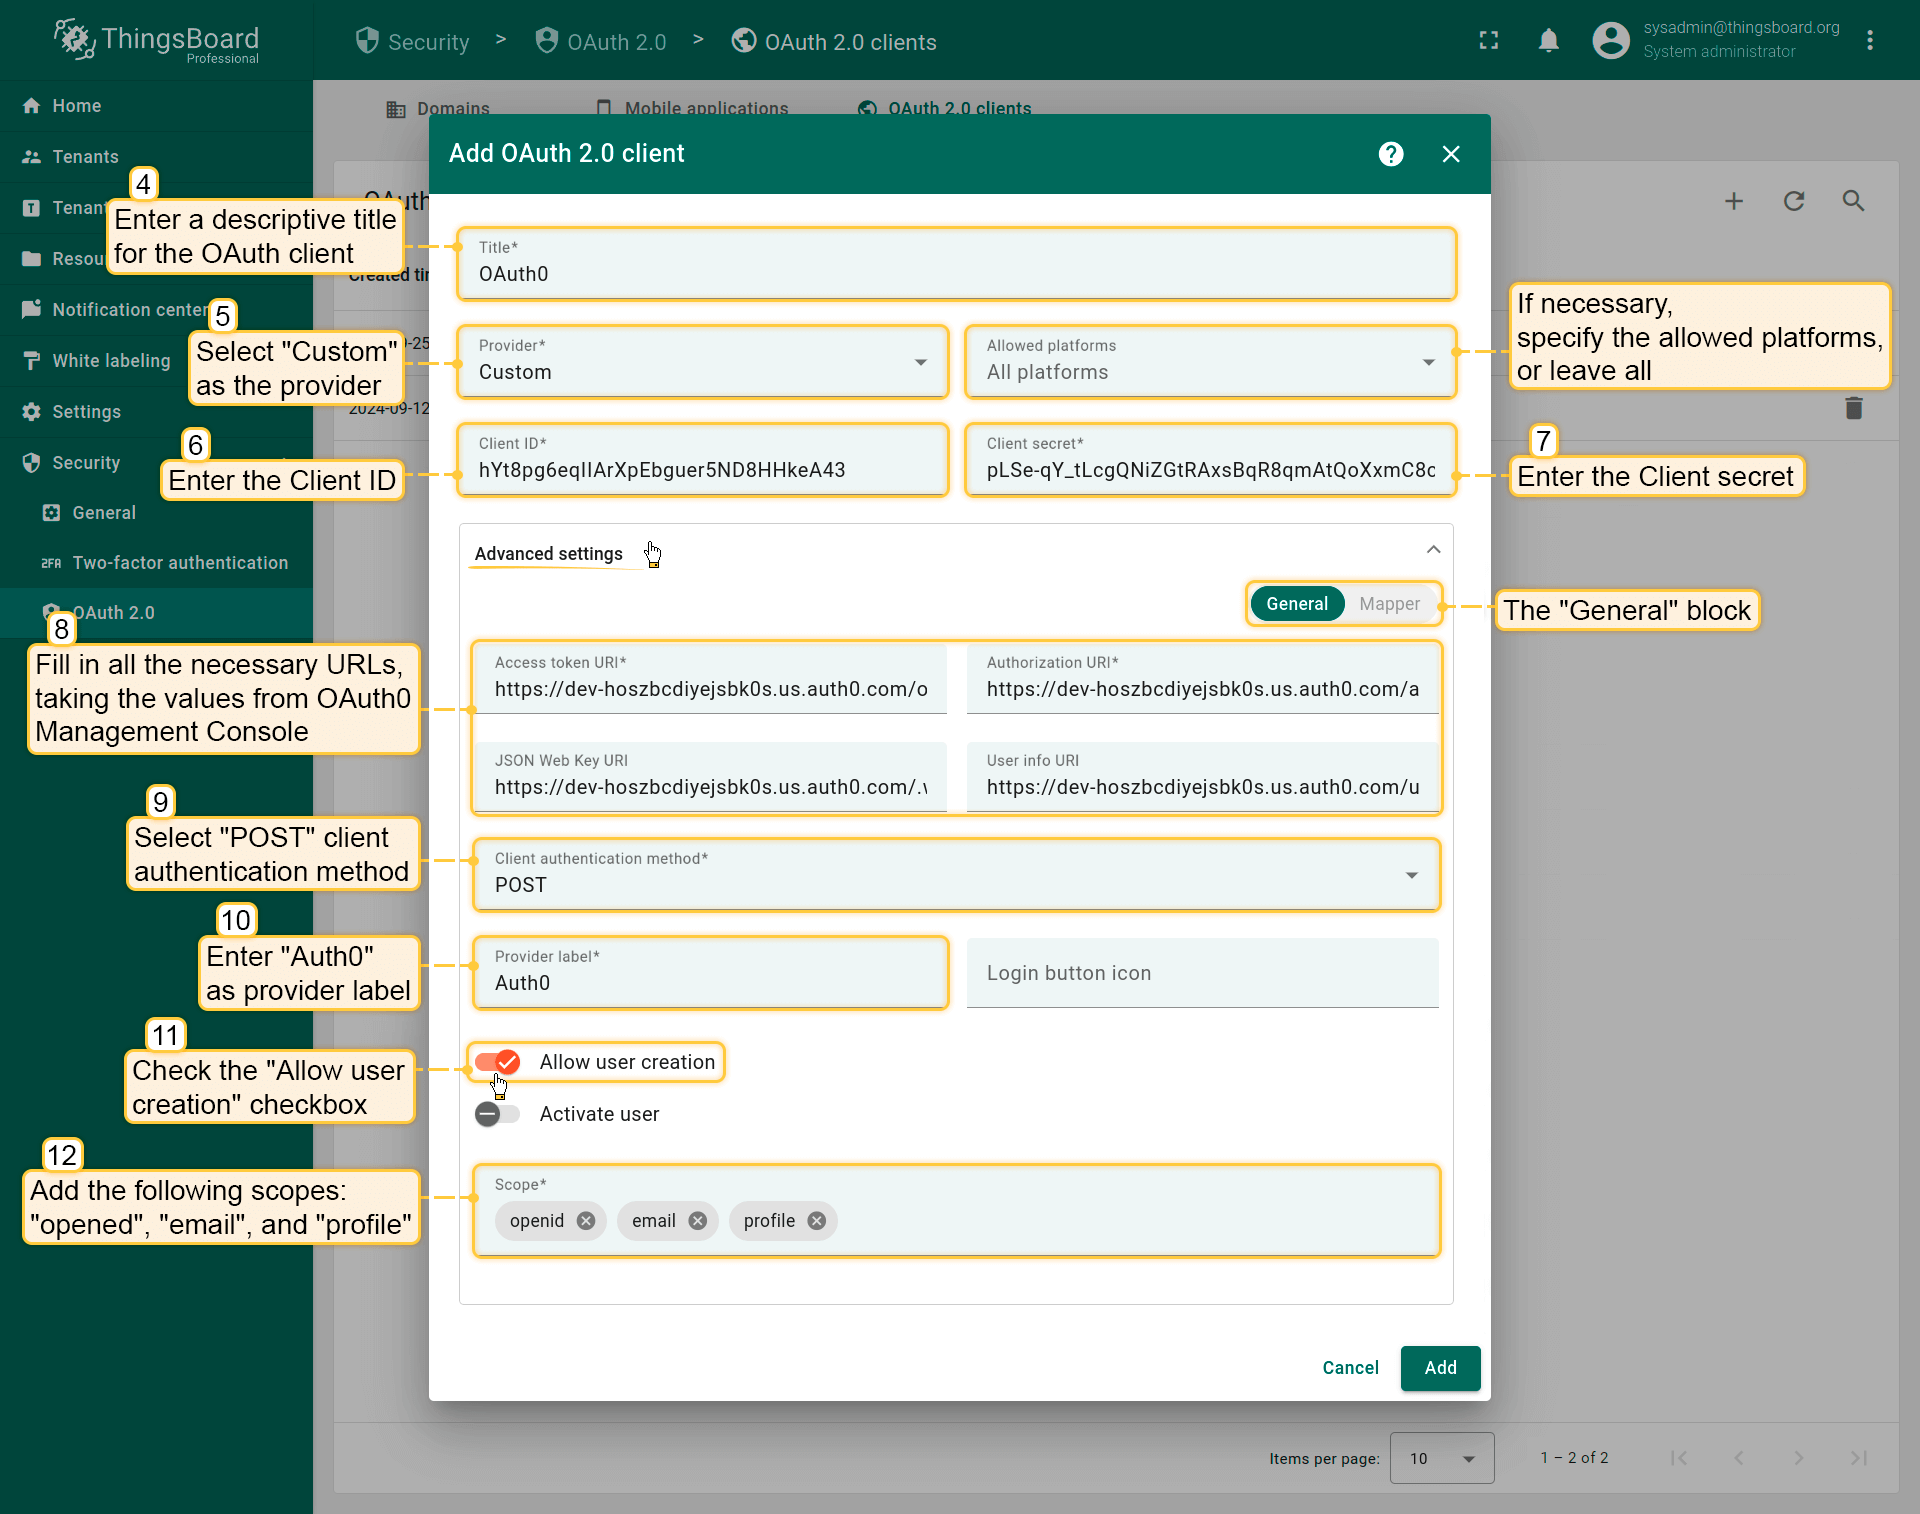 ThingsBoard
Professional
Security > OAuth 2.0 > OAuth 2.0 clients
sysadmin@thingsboard.org
System administrator
Home
Tenants
Tenan
Resou
Notification center
White labeling
Settings
Security
General
2FA Two-factor authentication
OAuth 2.0
Domains
Mobile applications
OAuth 2.0 clients
OAuth
Created tim
-25
2024-09-12
Add OAuth 2.0 client
4
Enter a descriptive title
for the OAuth client
Title*
OAuth0
5
Select "Custom"
as the provider
Provider*
Custom
Allowed platforms
All platforms
If necessary,
specify the allowed platforms,
or leave all
6
Enter the Client ID
Client ID*
hYt8pg6eqIIArXpEbguer5ND8HHkeA43
Client secret*
pLSe-qY_tLcgQNiZGtRAxsBqR8qmAtQoXxmC8c
7
Enter the Client secret
Advanced settings
General
Mapper
The "General" block
8
Fill in all the necessary URLs,
taking the values from OAuth0
Management Console
Access token URI*
https://dev-hoszbcdiyejsbk0s.us.auth0.com/o
Authorization URI*
https://dev-hoszbcdiyejsbk0s.us.auth0.com/a
JSON Web Key URI
https://dev-hoszbcdiyejsbk0s.us.auth0.com/.\
User info URI
https://dev-hoszbcdiyejsbk0s.us.auth0.com/u
9
Select "POST" client
authentication method
Client authentication method*
POST
10
Enter "Auth0"
as provider label
Provider label*
Auth0
Login button icon
11
Check the "Allow user
creation" checkbox
Allow user creation
Activate user
12
Add the following scopes:
"opened", "email", and "profile"
Scope*
openid
email
profile
Cancel
Add
Items per page:
10
1 – 2 of 2